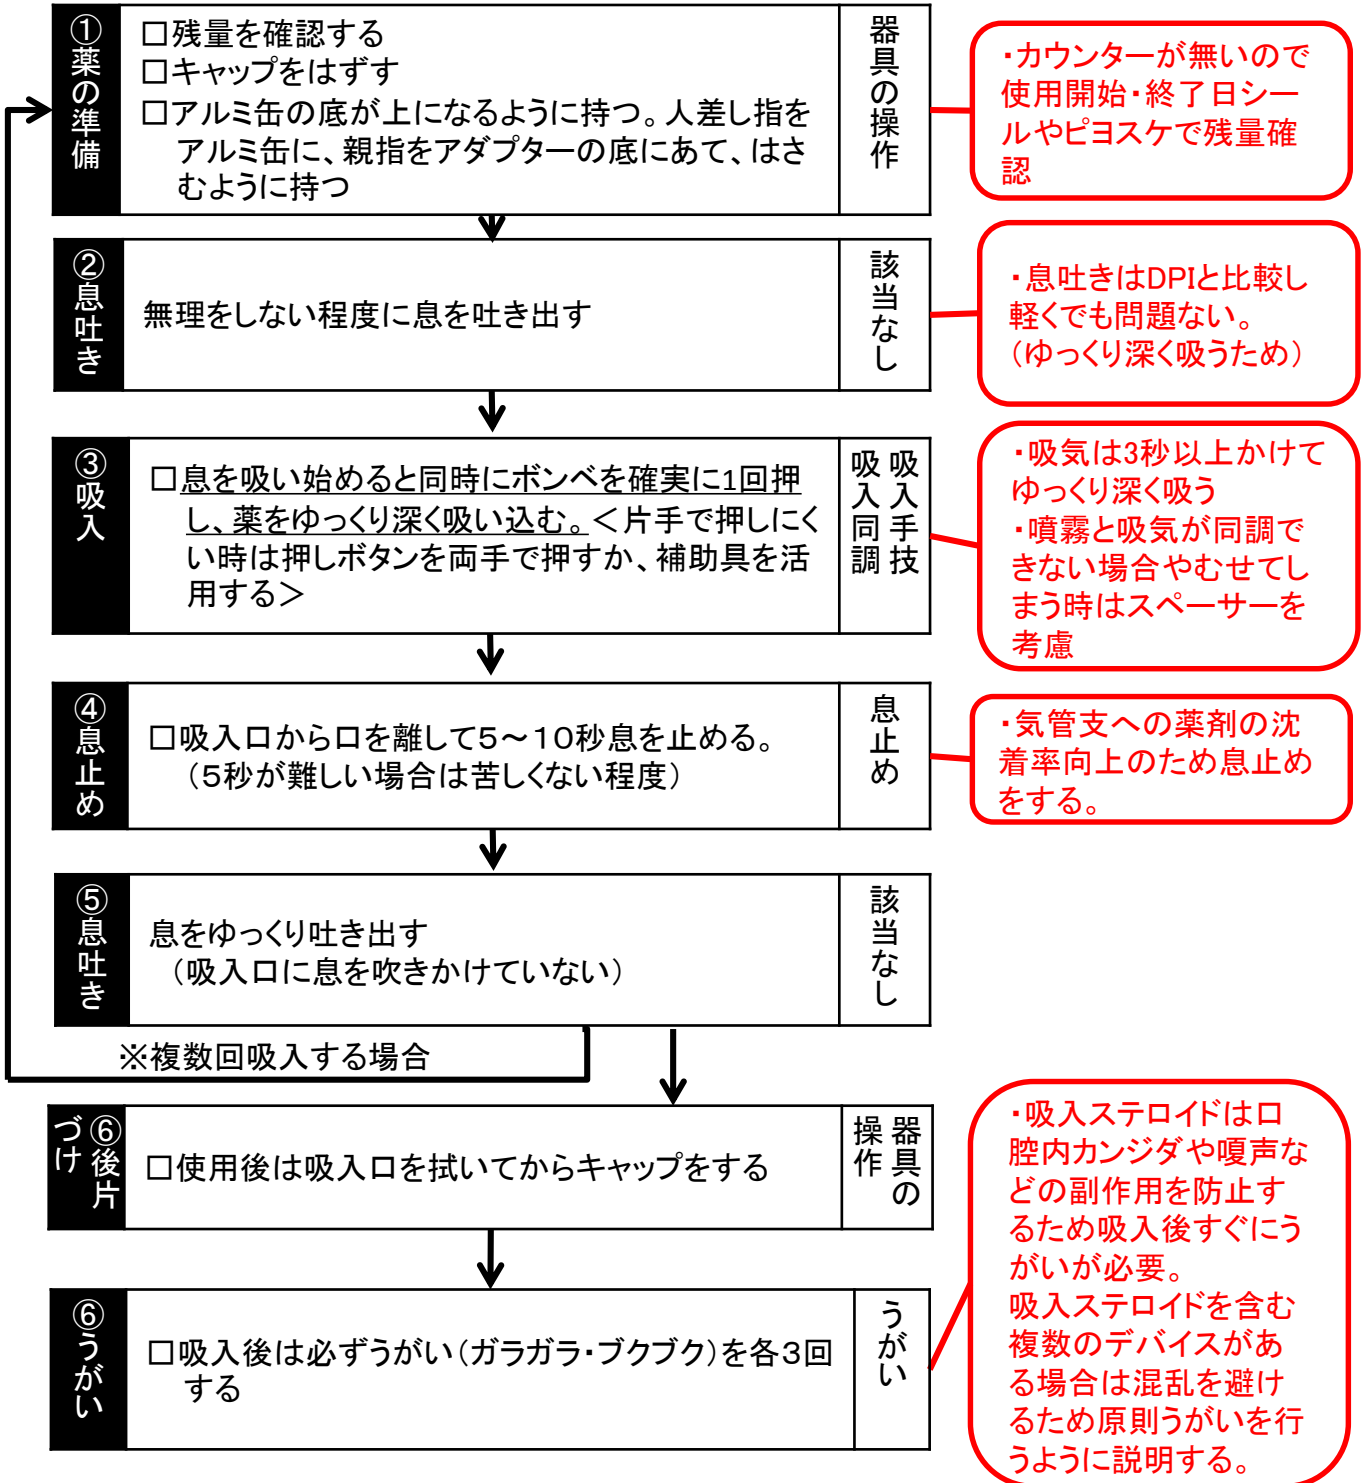 ①薬の準備
□残量を確認する
□キャップをはずす
□アルミ缶の底が上になるように持つ。人差し指を
アルミ缶に、親指をアダプターの底にあて、はさ
むように持つ
器具の操作
・カウンターが無いので
使用開始・終了日シー
ルやピヨスケで残量確
認
②息吐き
無理をしない程度に息を吐き出す
該当なし
・息吐きはDPIと比較し
軽くでも問題ない。
（ゆっくり深く吸うため）
③吸入
□息を吸い始めると同時にボンベを確実に1回押
し、薬をゆっくり深く吸い込む。＜片手で押しにく
い時は押しボタンを両手で押すか、補助具を活
用する＞
吸入手技
吸入同調
・吸気は3秒以上かけて
ゆっくり深く吸う
・噴霧と吸気が同調で
きない場合やむせてし
まう時はスペーサーを
考慮
④息止め
□吸入口から口を離して５～１０秒息を止める。
（５秒が難しい場合は苦しくない程度）
息止め
・気管支への薬剤の沈
着率向上のため息止め
をする。
⑤息吐き
息をゆっくり吐き出す
（吸入口に息を吹きかけていない）
該当なし
※複数回吸入する場合
⑥後片
づけ
□使用後は吸入口を拭いてからキャップをする
器具の
操作
⑥うがい
□吸入後は必ずうがい（ガラガラ・ブクブク）を各３回
する
うがい
・吸入ステロイドは口
腔内カンジダや嗄声な
どの副作用を防止す
るため吸入後すぐにう
がいが必要。
吸入ステロイドを含む
複数のデバイスがあ
る場合は混乱を避け
るため原則うがいを行
うように説明する。